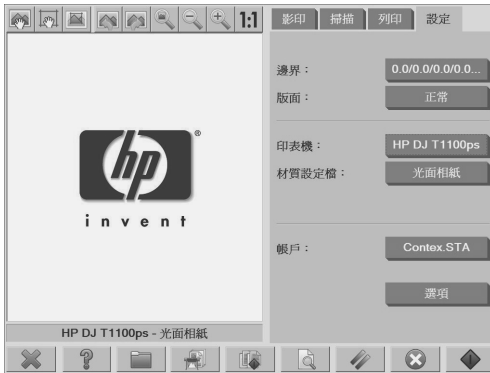 1:1
影印 掃描 列印 設定
邊界： 0.0/0.0/0.0/0.0...
版面： 正常
印表機： HP DJ T1100ps
材質設定檔： 光面相紙
帳戶： Contex.STA
選項
hp ®
invent
HP DJ T1100ps - 光面相紙